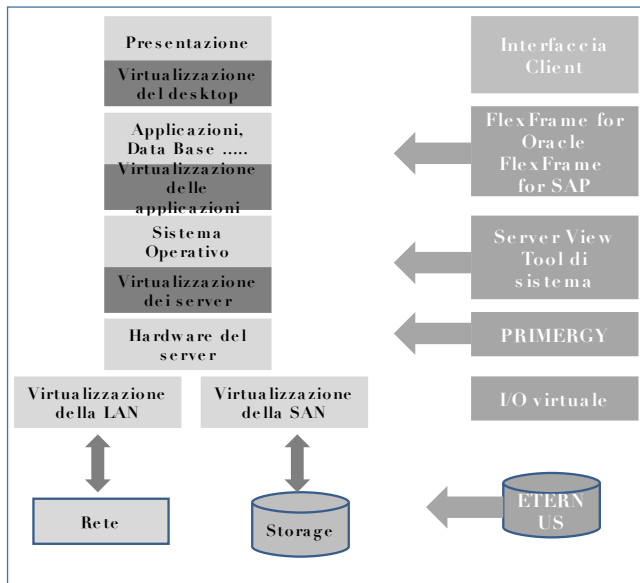 Presentazione
Virtualizzazione
del desktop
Applicazioni,
Data Base .....
Virtualizzazione
delle
applicazioni
Sistema
Operativo
Virtualizzazione
dei server
Hardware del
server
Virtualizzazione
della LAN
Virtualizzazione
della SAN
Rete
Storage
Interfaccia
Client
FlexFrame for
Oracle
FlexFrame
for SAP
Server View
Tool di
sistema
PRIMERGY
I/O virtuale
ETERN
US